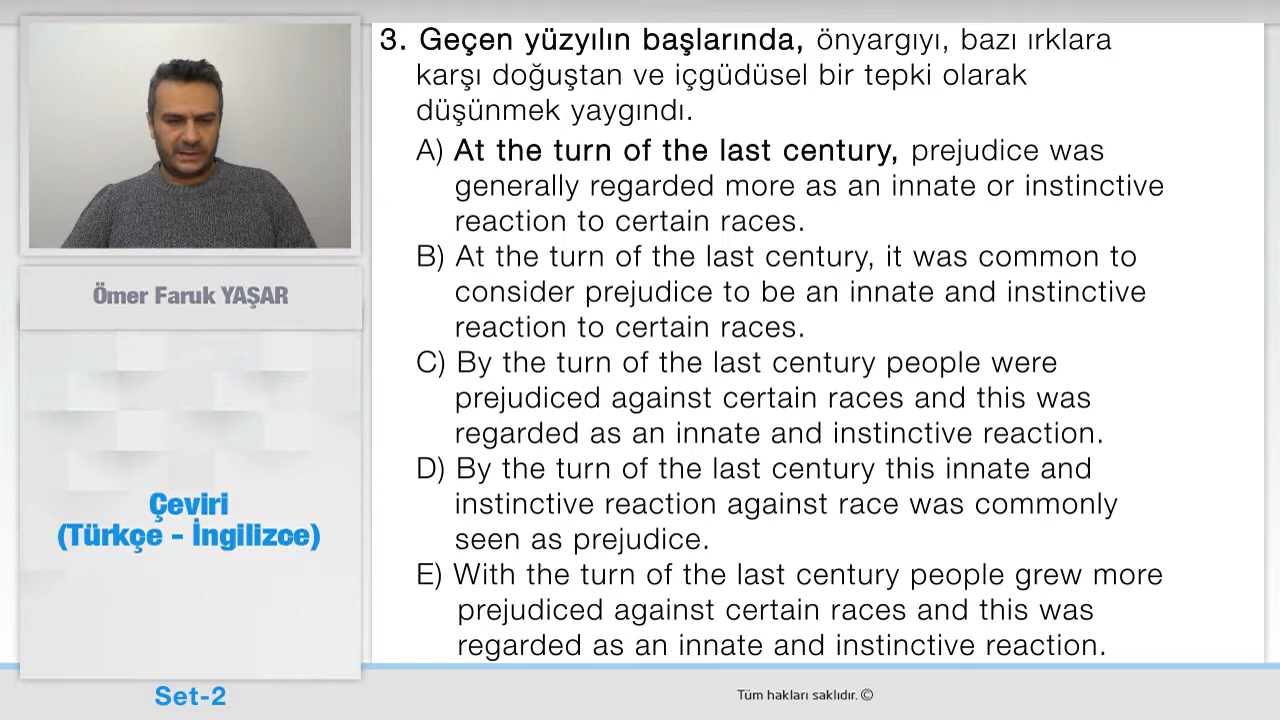 Ömer Faruk YAŞAR
Çeviri
(Türkçe - İngilizce)
Set-2
3. Geçen yüzyılın başlarında, önyargıyı, bazı ırklara
karşı doğuştan ve içgüdüsel bir tepki olarak
düşünmek yaygındı.
A) At the turn of the last century, prejudice was
generally regarded more as an innate or instinctive
reaction to certain races.
B) At the turn of the last century, it was common to
consider prejudice to be an innate and instinctive
reaction to certain races.
C) By the turn of the last century people were
prejudiced against certain races and this was
regarded as an innate and instinctive reaction.
D) By the turn of the last century this innate and
instinctive reaction against race was commonly
seen as prejudice.
E) With the turn of the last century people grew more
prejudiced against certain races and this was
regarded as an innate and instinctive reaction.
Tüm hakları saklıdır. ©